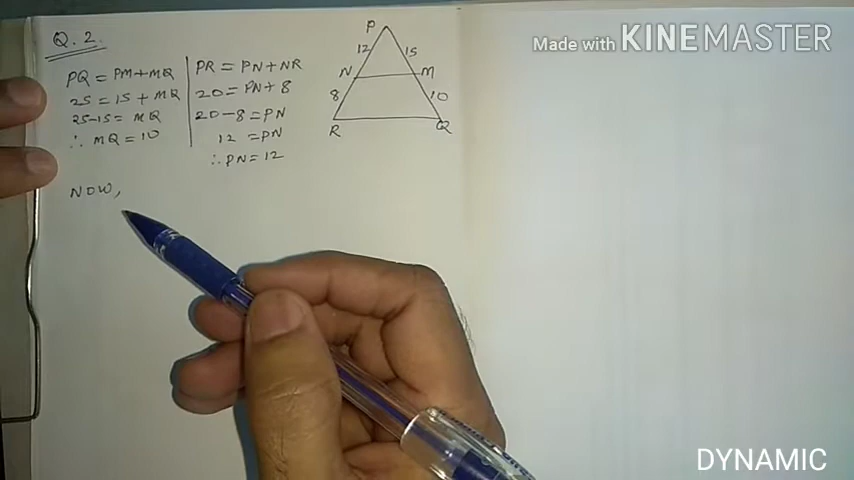 Q.2.
PQ = PM + MQ
25 = 15 + MQ
25-15 = MQ
∴ MQ = 10
PR = PN + NR
20 = PN + 8
20 - 8 = PN
12 = PN
∴ PN = 12
P
12
15
N
M
8
10
R
Q
NOW,
Made with KINEMASTER
DYNAMIC